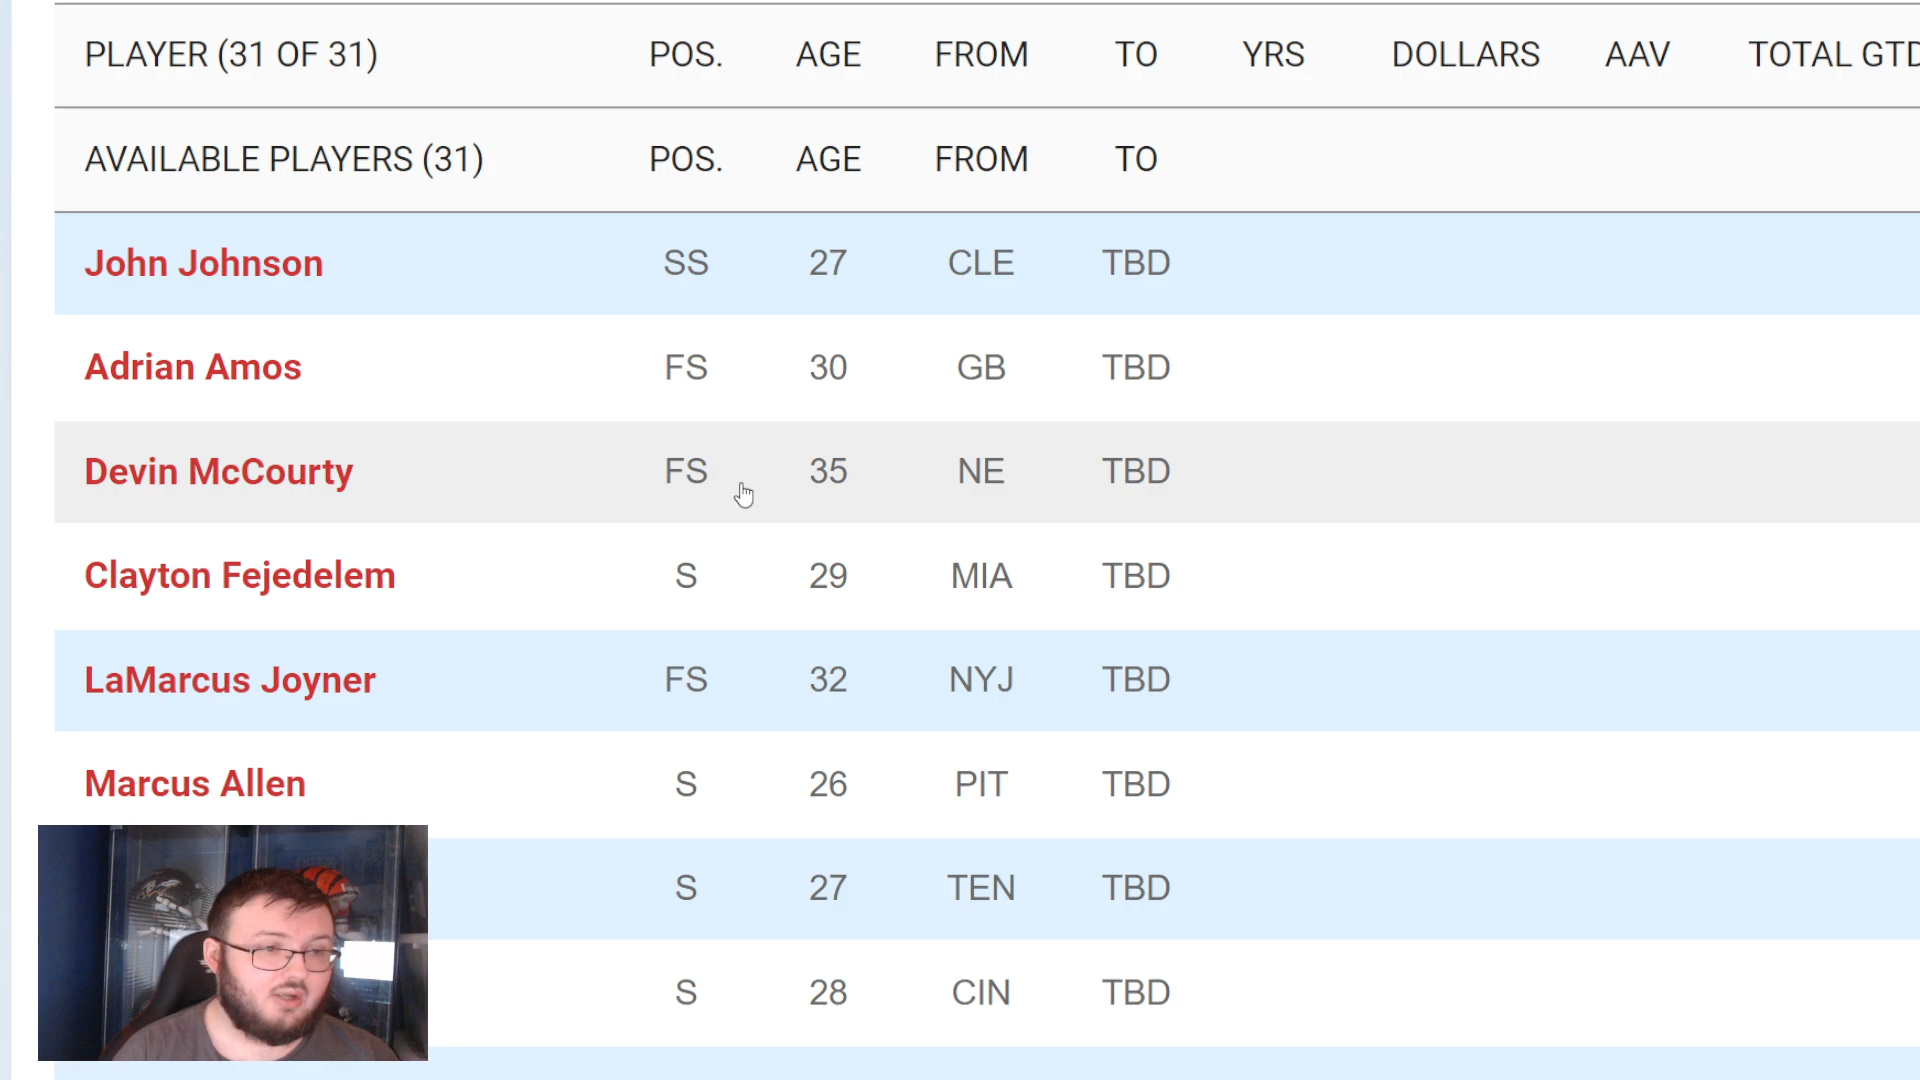 PLAYER (31 OF 31) POS. AGE FROM TO YRS DOLLARS AAV TOTAL GTD
AVAILABLE PLAYERS (31) POS. AGE FROM TO
John Johnson SS 27 CLE TBD
Adrian Amos FS 30 GB TBD
Devin McCourty FS 35 NE TBD
Clayton Fejedelem S 29 MIA TBD
LaMarcus Joyner FS 32 NYJ TBD
Marcus Allen S 26 PIT TBD
S 27 TEN TBD
S 28 CIN TBD